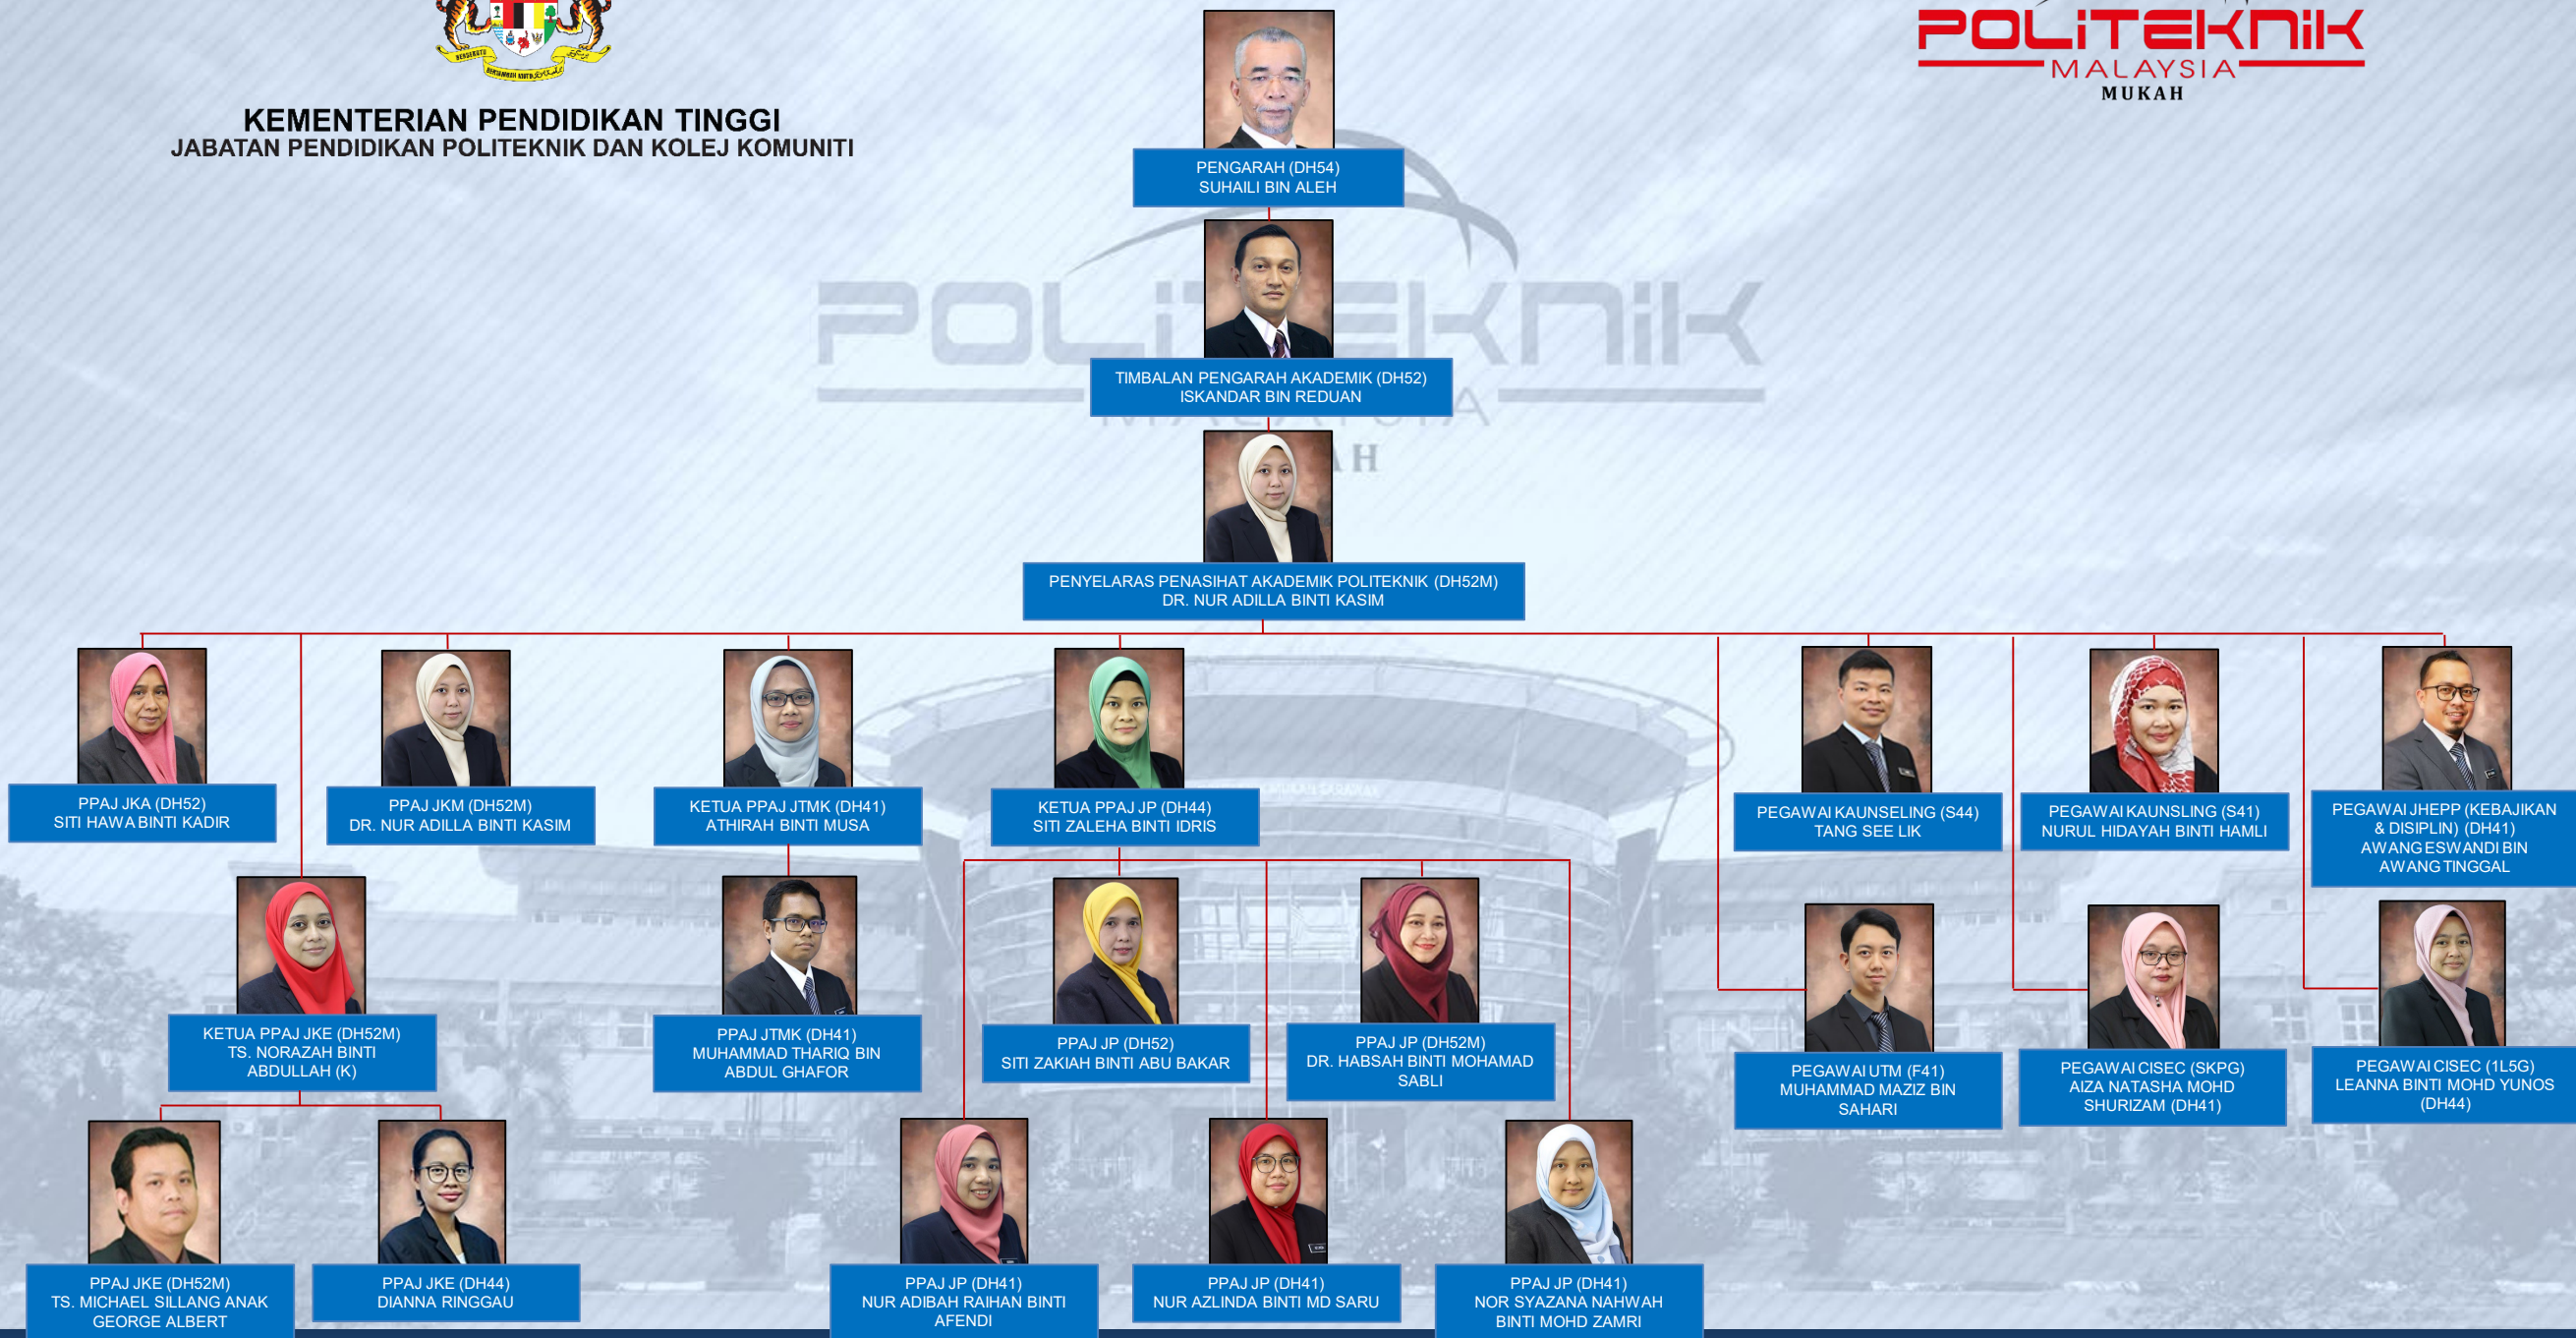 BERSEKUTU
BERTAMBAH MUTU
KEMENTERIAN PENDIDIKAN TINGGI
JABATAN PENDIDIKAN POLITEKNIK DAN KOLEJ KOMUNITI
POLiTEKNiK
MALAYSIA
MUKAH
PENGARAH (DH54)
SUHAILI BIN ALEH
TIMBALAN PENGARAH AKADEMIK (DH52)
ISKANDAR BIN REDUAN
PENYELARAS PENASIHAT AKADEMIK POLITEKNIK (DH52M)
DR. NUR ADILLA BINTI KASIM
PPAJ JKA (DH52)
SITI HAWA BINTI KADIR
PPAJ JKM (DH52M)
DR. NUR ADILLA BINTI KASIM
KETUA PPAJ JTMK (DH41)
ATHIRAH BINTI MUSA
KETUA PPAJ JP (DH44)
SITI ZALEHA BINTI IDRIS
PEGAWAI KAUNSELING (S44)
TANG SEE LIK
PEGAWAI KAUNSLING (S41)
NURUL HIDAYAH BINTI HAMLI
PEGAWAI JHEPP (KEBAJIKAN
& DISIPLIN) (DH41)
AWANG ESWANDI BIN
AWANG TINGGAL
KETUA PPAJ JKE (DH52M)
TS. NORAZAH BINTI
ABDULLAH (K)
PPAJ JTMK (DH41)
MUHAMMAD THARIQ BIN
ABDUL GHAFOR
PPAJ JP (DH52)
SITI ZAKIAH BINTI ABU BAKAR
PPAJ JP (DH52M)
DR. HABSAH BINTI MOHAMAD
SABLI
PEGAWAI UTM (F41)
MUHAMMAD MAZIZ BIN
SAHARI
PEGAWAI CISEC (SKPG)
AIZA NATASHA MOHD
SHURIZAM (DH41)
PEGAWAI CISEC (1L5G)
LEANNA BINTI MOHD YUNOS
(DH44)
PPAJ JKE (DH52M)
TS. MICHAEL SILLANG ANAK
GEORGE ALBERT
PPAJ JKE (DH44)
DIANNA RINGGAU
PPAJ JP (DH41)
NUR ADIBAH RAIHAN BINTI
AFENDI
PPAJ JP (DH41)
NUR AZLINDA BINTI MD SARU
PPAJ JP (DH41)
NOR SYAZANA NAHWAH
BINTI MOHD ZAMRI